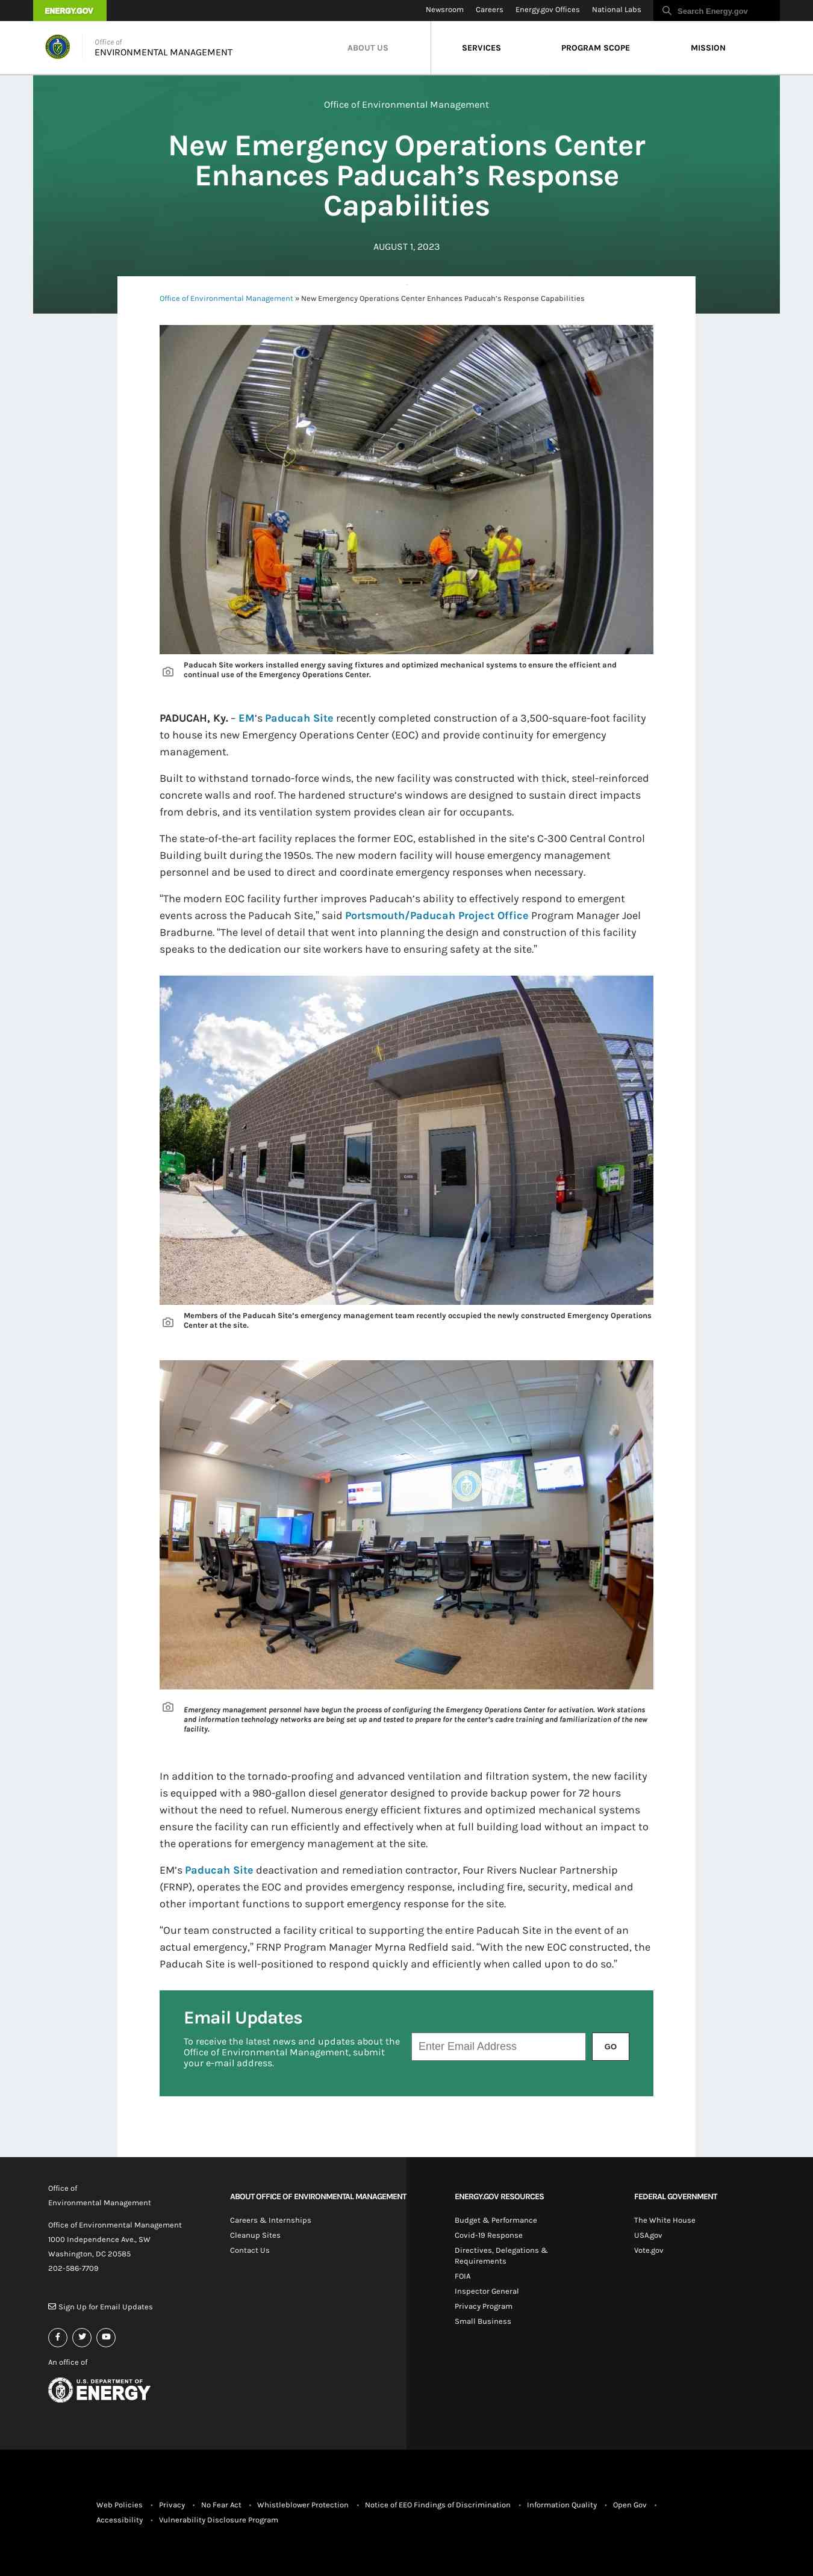 ENERGY.GOV
Newsroom Careers Energy.gov Offices National Labs Search Energy.gov
Office of
ENVIRONMENTAL MANAGEMENT
ABOUT US SERVICES PROGRAM SCOPE MISSION
Office of Environmental Management
New Emergency Operations Center
Enhances Paducah’s Response
Capabilities
AUGUST 1, 2023
Office of Environmental Management » New Emergency Operations Center Enhances Paducah’s Response Capabilities
Paducah Site workers installed energy saving fixtures and optimized mechanical systems to ensure the efficient and
continual use of the Emergency Operations Center.
PADUCAH, Ky. – EM’s Paducah Site recently completed construction of a 3,500-square-foot facility
to house its new Emergency Operations Center (EOC) and provide continuity for emergency
management.
Built to withstand tornado-force winds, the new facility was constructed with thick, steel-reinforced
concrete walls and roof. The hardened structure’s windows are designed to sustain direct impacts
from debris, and its ventilation system provides clean air for occupants.
The state-of-the-art facility replaces the former EOC, established in the site’s C-300 Central Control
Building built during the 1950s. The new modern facility will house emergency management
personnel and be used to direct and coordinate emergency responses when necessary.
“The modern EOC facility further improves Paducah’s ability to effectively respond to emergent
events across the Paducah Site,” said Portsmouth/Paducah Project Office Program Manager Joel
Bradburne. “The level of detail that went into planning the design and construction of this facility
speaks to the dedication our site workers have to ensuring safety at the site.”
Members of the Paducah Site’s emergency management team recently occupied the newly constructed Emergency Operations
Center at the site.
Emergency management personnel have begun the process of configuring the Emergency Operations Center for activation. Work stations
and information technology networks are being set up and tested to prepare for the center’s cadre training and familiarization of the new
facility.
In addition to the tornado-proofing and advanced ventilation and filtration system, the new facility
is equipped with a 980-gallon diesel generator designed to provide backup power for 72 hours
without the need to refuel. Numerous energy efficient fixtures and optimized mechanical systems
ensure the facility can run efficiently and effectively when at full building load without an impact to
the operations for emergency management at the site.
EM’s Paducah Site deactivation and remediation contractor, Four Rivers Nuclear Partnership
(FRNP), operates the EOC and provides emergency response, including fire, security, medical and
other important functions to support emergency response for the site.
“Our team constructed a facility critical to supporting the entire Paducah Site in the event of an
actual emergency,” FRNP Program Manager Myrna Redfield said. “With the new EOC constructed, the
Paducah Site is well-positioned to respond quickly and efficiently when called upon to do so.”
Email Updates
To receive the latest news and updates about the
Office of Environmental Management, submit
your e-mail address.
Enter Email Address GO
Office of
Environmental Management
Office of Environmental Management
1000 Independence Ave., SW
Washington, DC 20585
202-586-7709
Sign Up for Email Updates
An office of
U.S. DEPARTMENT OF
ENERGY
ABOUT OFFICE OF ENVIRONMENTAL MANAGEMENT
Careers & Internships
Cleanup Sites
Contact Us
ENERGY.GOV RESOURCES
Budget & Performance
Covid-19 Response
Directives, Delegations &
Requirements
FOIA
Inspector General
Privacy Program
Small Business
FEDERAL GOVERNMENT
The White House
USA.gov
Vote.gov
Web Policies • Privacy • No Fear Act • Whistleblower Protection • Notice of EEO Findings of Discrimination • Information Quality • Open Gov •
Accessibility • Vulnerability Disclosure Program